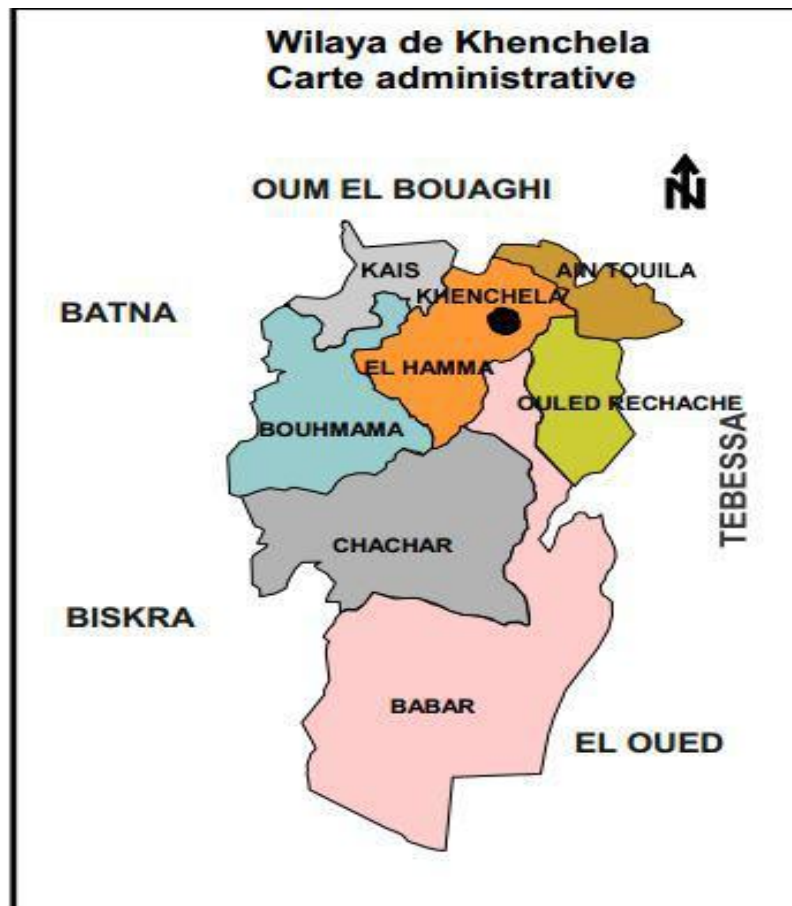 Wilaya de Khenchela
Carte administrative
OUM EL BOUAGHI
N
KAIS
AIN TOUILA
KHENCHELA
BATNA
EL HAMMA
OULED RECHACHE
BOUHMAMA
TEBESSA
CHACHAR
BISKRA
BABAR
EL OUED